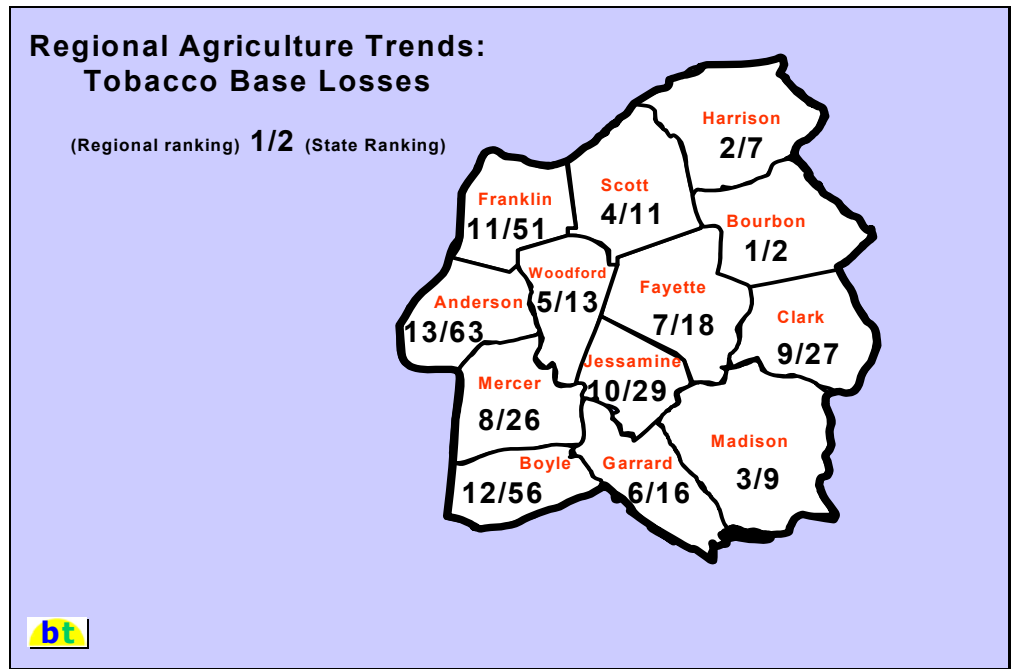 Regional Agriculture Trends:
Tobacco Base Losses
(Regional ranking) 1/2 (State Ranking)
Harrison
2/7
Scott
4/11
Franklin
11/51
Bourbon
1/2
Woodford
5/13
Fayette
7/18
Anderson
13/63
Clark
9/27
Jessamine
10/29
Mercer
8/26
Madison
3/9
Boyle
12/56
Garrard
6/16
bt